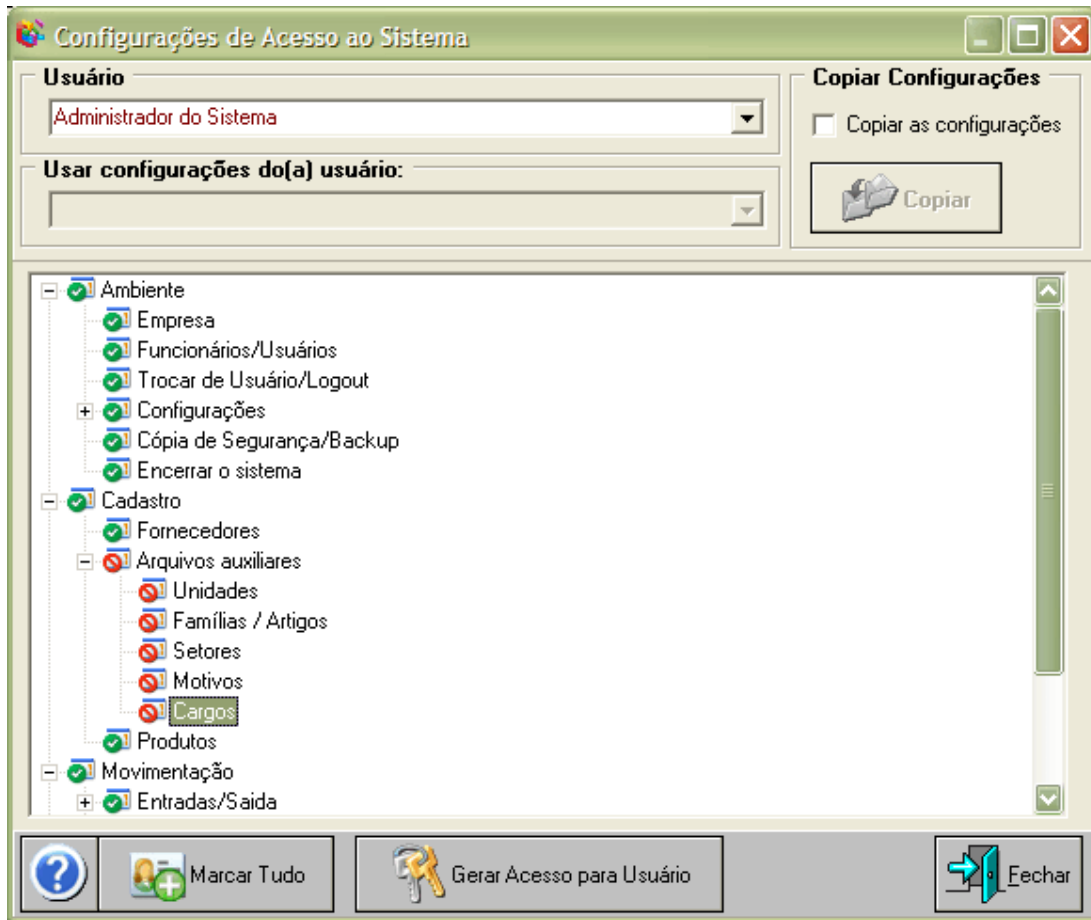 Configurações de Acesso ao Sistema
Usuário
Administrador do Sistema
Usar configurações do(a) usuário:
Copiar Configurações
Copiar as configurações
Copiar
Ambiente
Empresa
Funcionários/Usuários
Trocar de Usuário/Logout
Configurações
Cópia de Segurança/Backup
Encerrar o sistema
Cadastro
Fornecedores
Arquivos auxiliares
Unidades
Famílias / Artigos
Setores
Motivos
Cargos
Produtos
Movimentação
Entradas/Saida
Marcar Tudo
Gerar Acesso para Usuário
Fechar